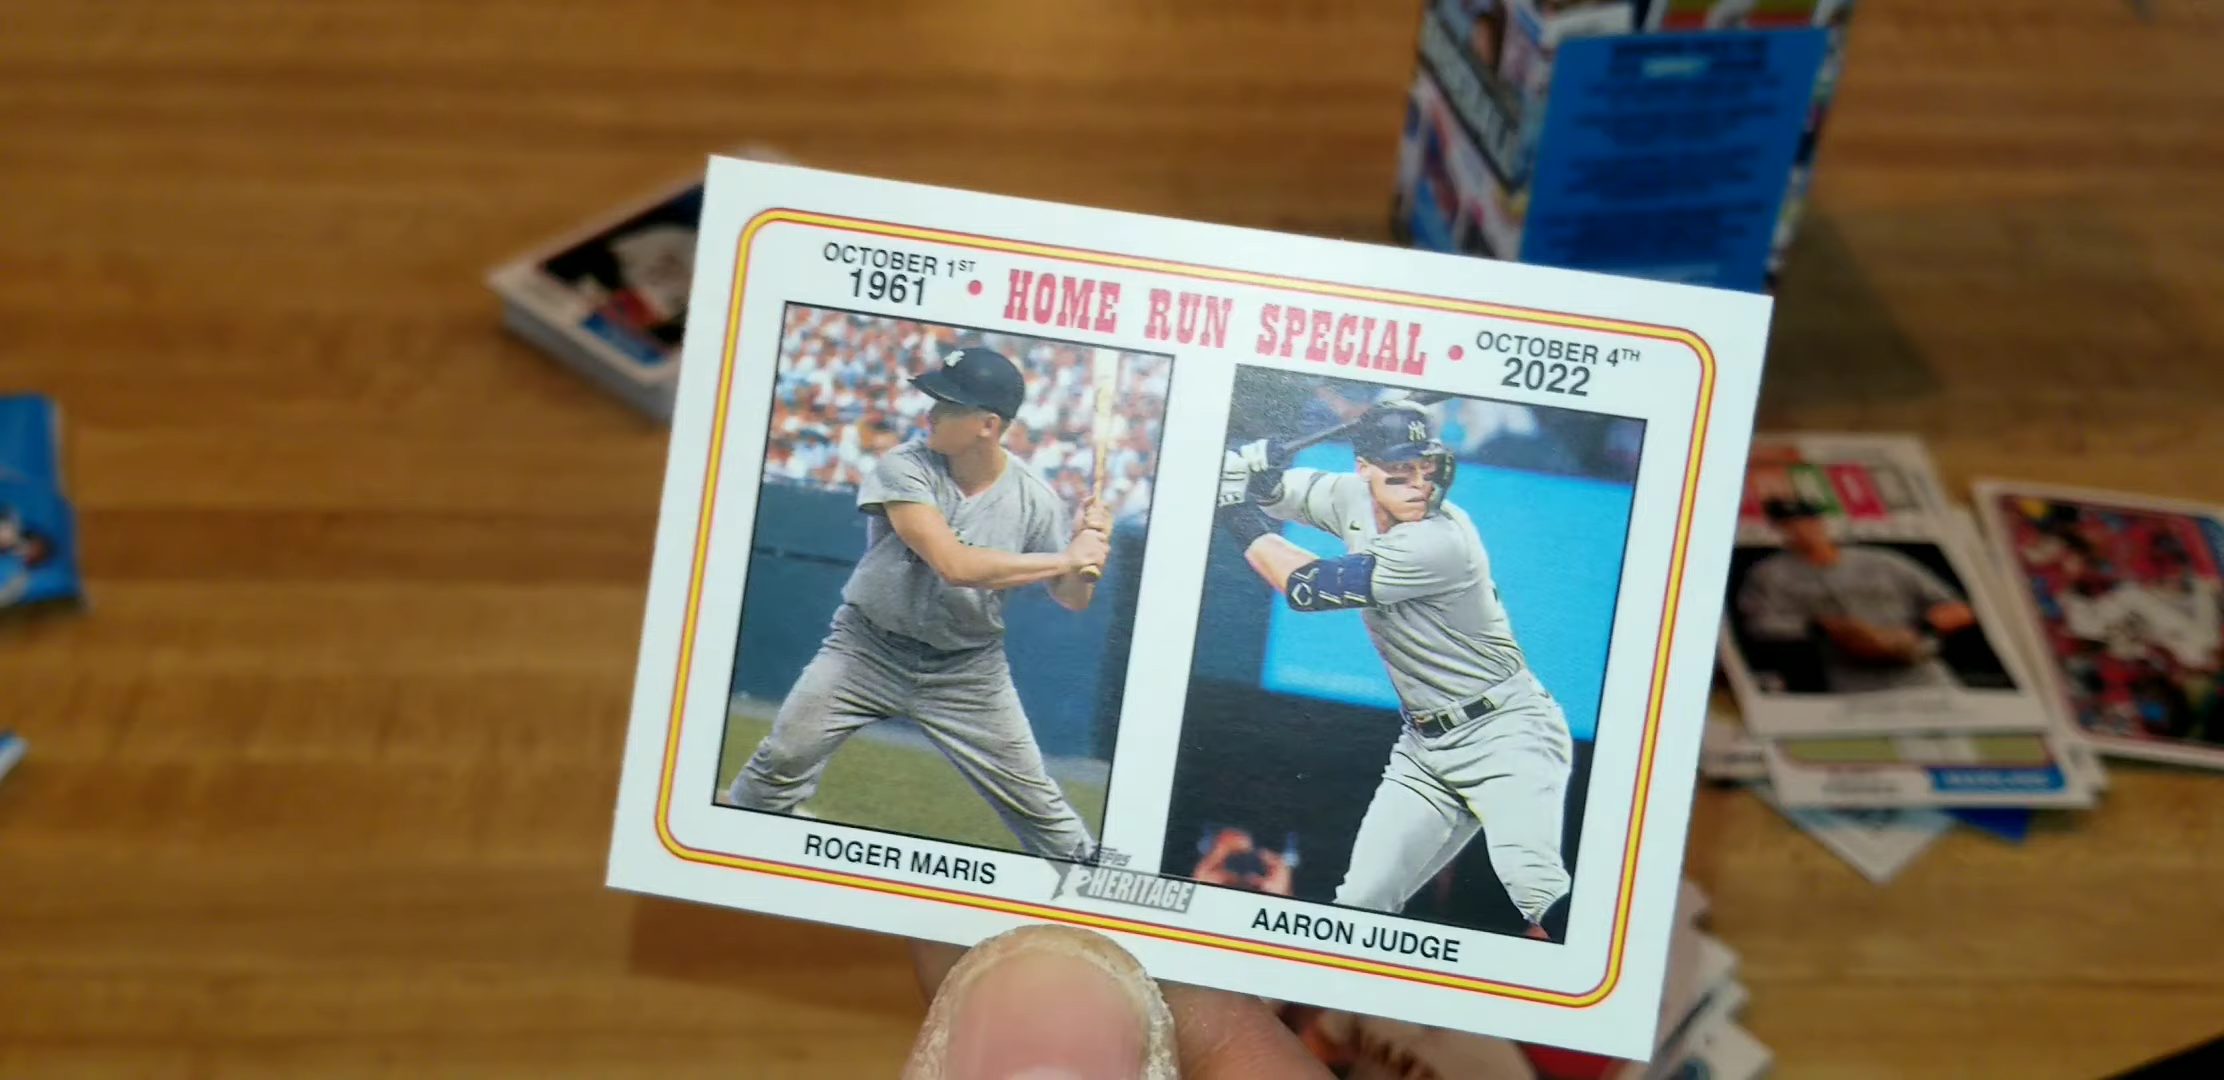 OCTOBER 1ST
1961
• HOME RUN SPECIAL •
OCTOBER 4TH
2022
ROGER MARIS
TOPPS
HERITAGE
AARON JUDGE